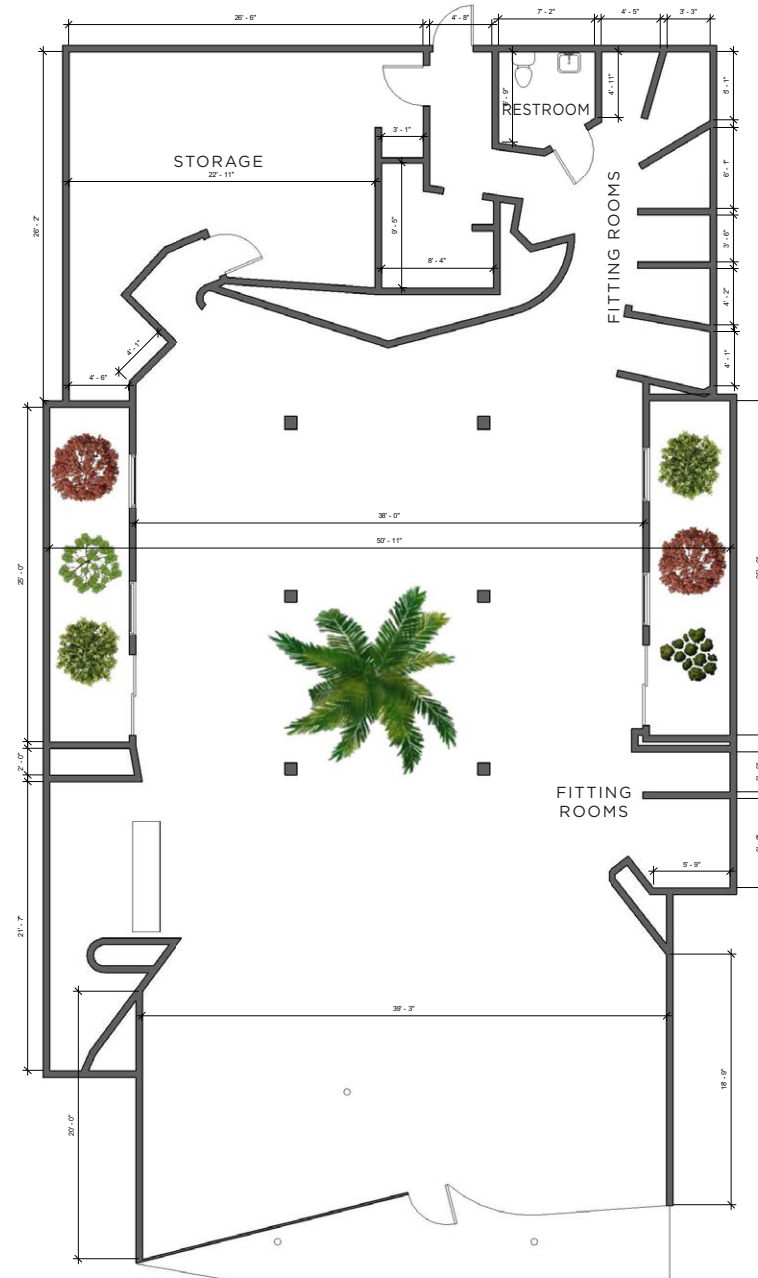 26' - 6"
4' - 8"
7' - 2"
4' - 5"
3' - 3"
4' - 11"
5' - 1"
RESTROOM
3' - 1"
STORAGE
22' - 11"
6' - 1"
FITTING ROOMS
26' - 2"
9' - 5"
3' - 6"
8' - 4"
4' - 2"
4' - 1"
4' - 1"
4' - 6"
38' - 0"
50' - 11"
25' - 0"
2' - 0"
FITTING
ROOMS
5' - 9"
21' - 7"
39' - 3"
18' - 9"
20' - 0"